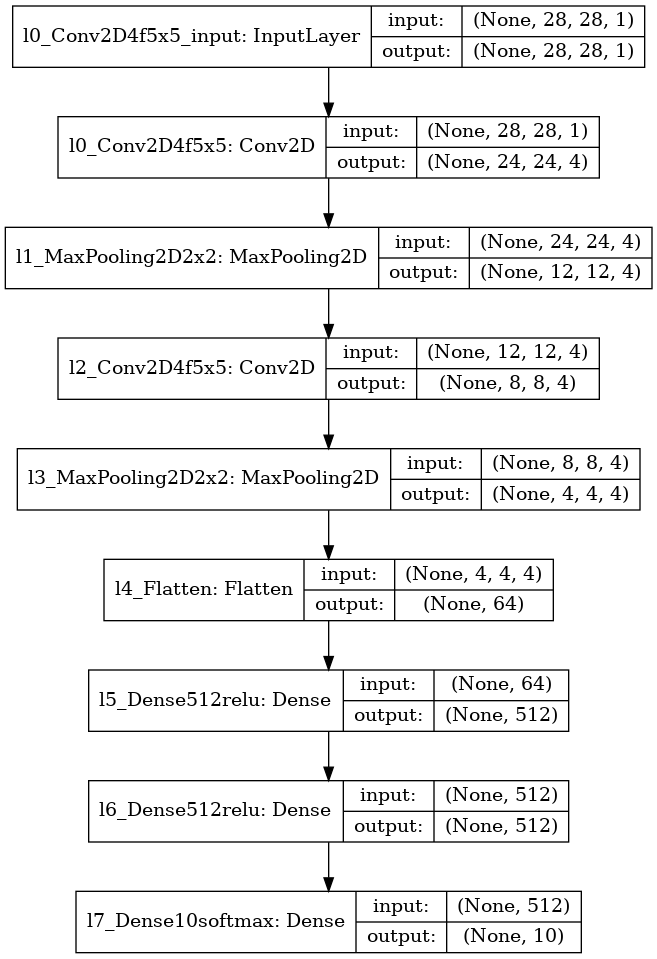 l0_Conv2D4f5x5_input: InputLayer
input: (None, 28, 28, 1)
output: (None, 28, 28, 1)
l0_Conv2D4f5x5: Conv2D
input: (None, 28, 28, 1)
output: (None, 24, 24, 4)
l1_MaxPooling2D2x2: MaxPooling2D
input: (None, 24, 24, 4)
output: (None, 12, 12, 4)
l2_Conv2D4f5x5: Conv2D
input: (None, 12, 12, 4)
output: (None, 8, 8, 4)
l3_MaxPooling2D2x2: MaxPooling2D
input: (None, 8, 8, 4)
output: (None, 4, 4, 4)
l4_Flatten: Flatten
input: (None, 4, 4, 4)
output: (None, 64)
l5_Dense512relu: Dense
input: (None, 64)
output: (None, 512)
l6_Dense512relu: Dense
input: (None, 512)
output: (None, 512)
l7_Dense10softmax: Dense
input: (None, 512)
output: (None, 10)